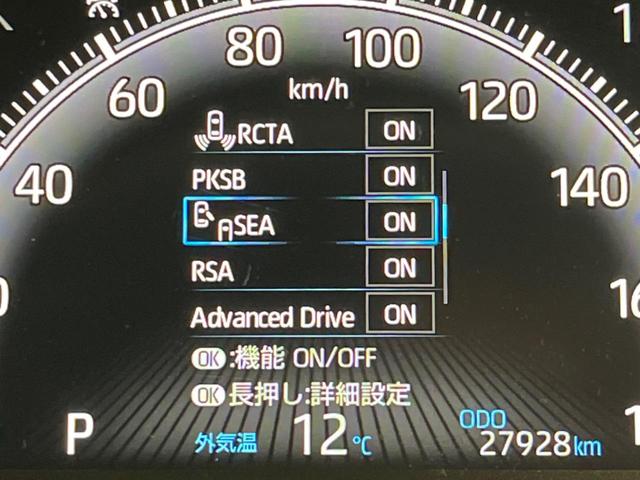 80 100
km/h
60 120
RCTA ON
PKSB ON
40 140
SEA ON
RSA ON
Advanced Drive ON
OK:機能 ON/OFF
OK長押し:詳細設定
P 外気温 12℃ ODO 27928km